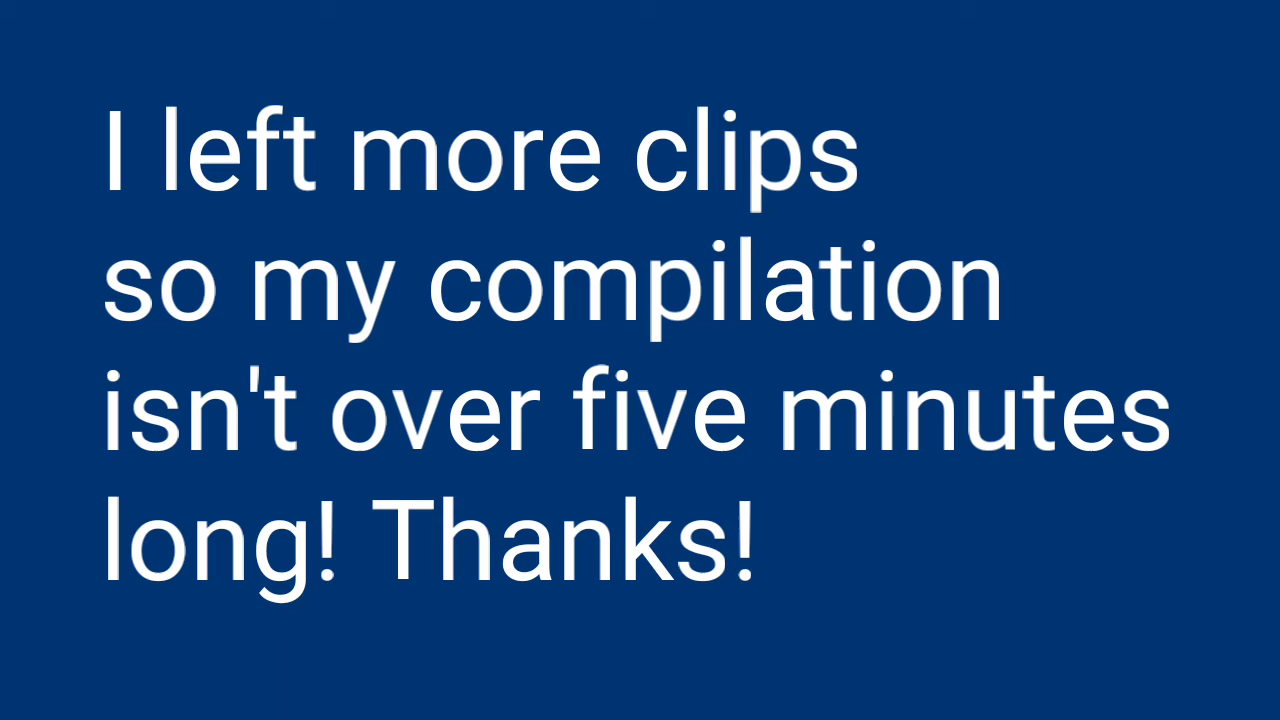 I left more clips
so my compilation
isn't over five minutes
long! Thanks!